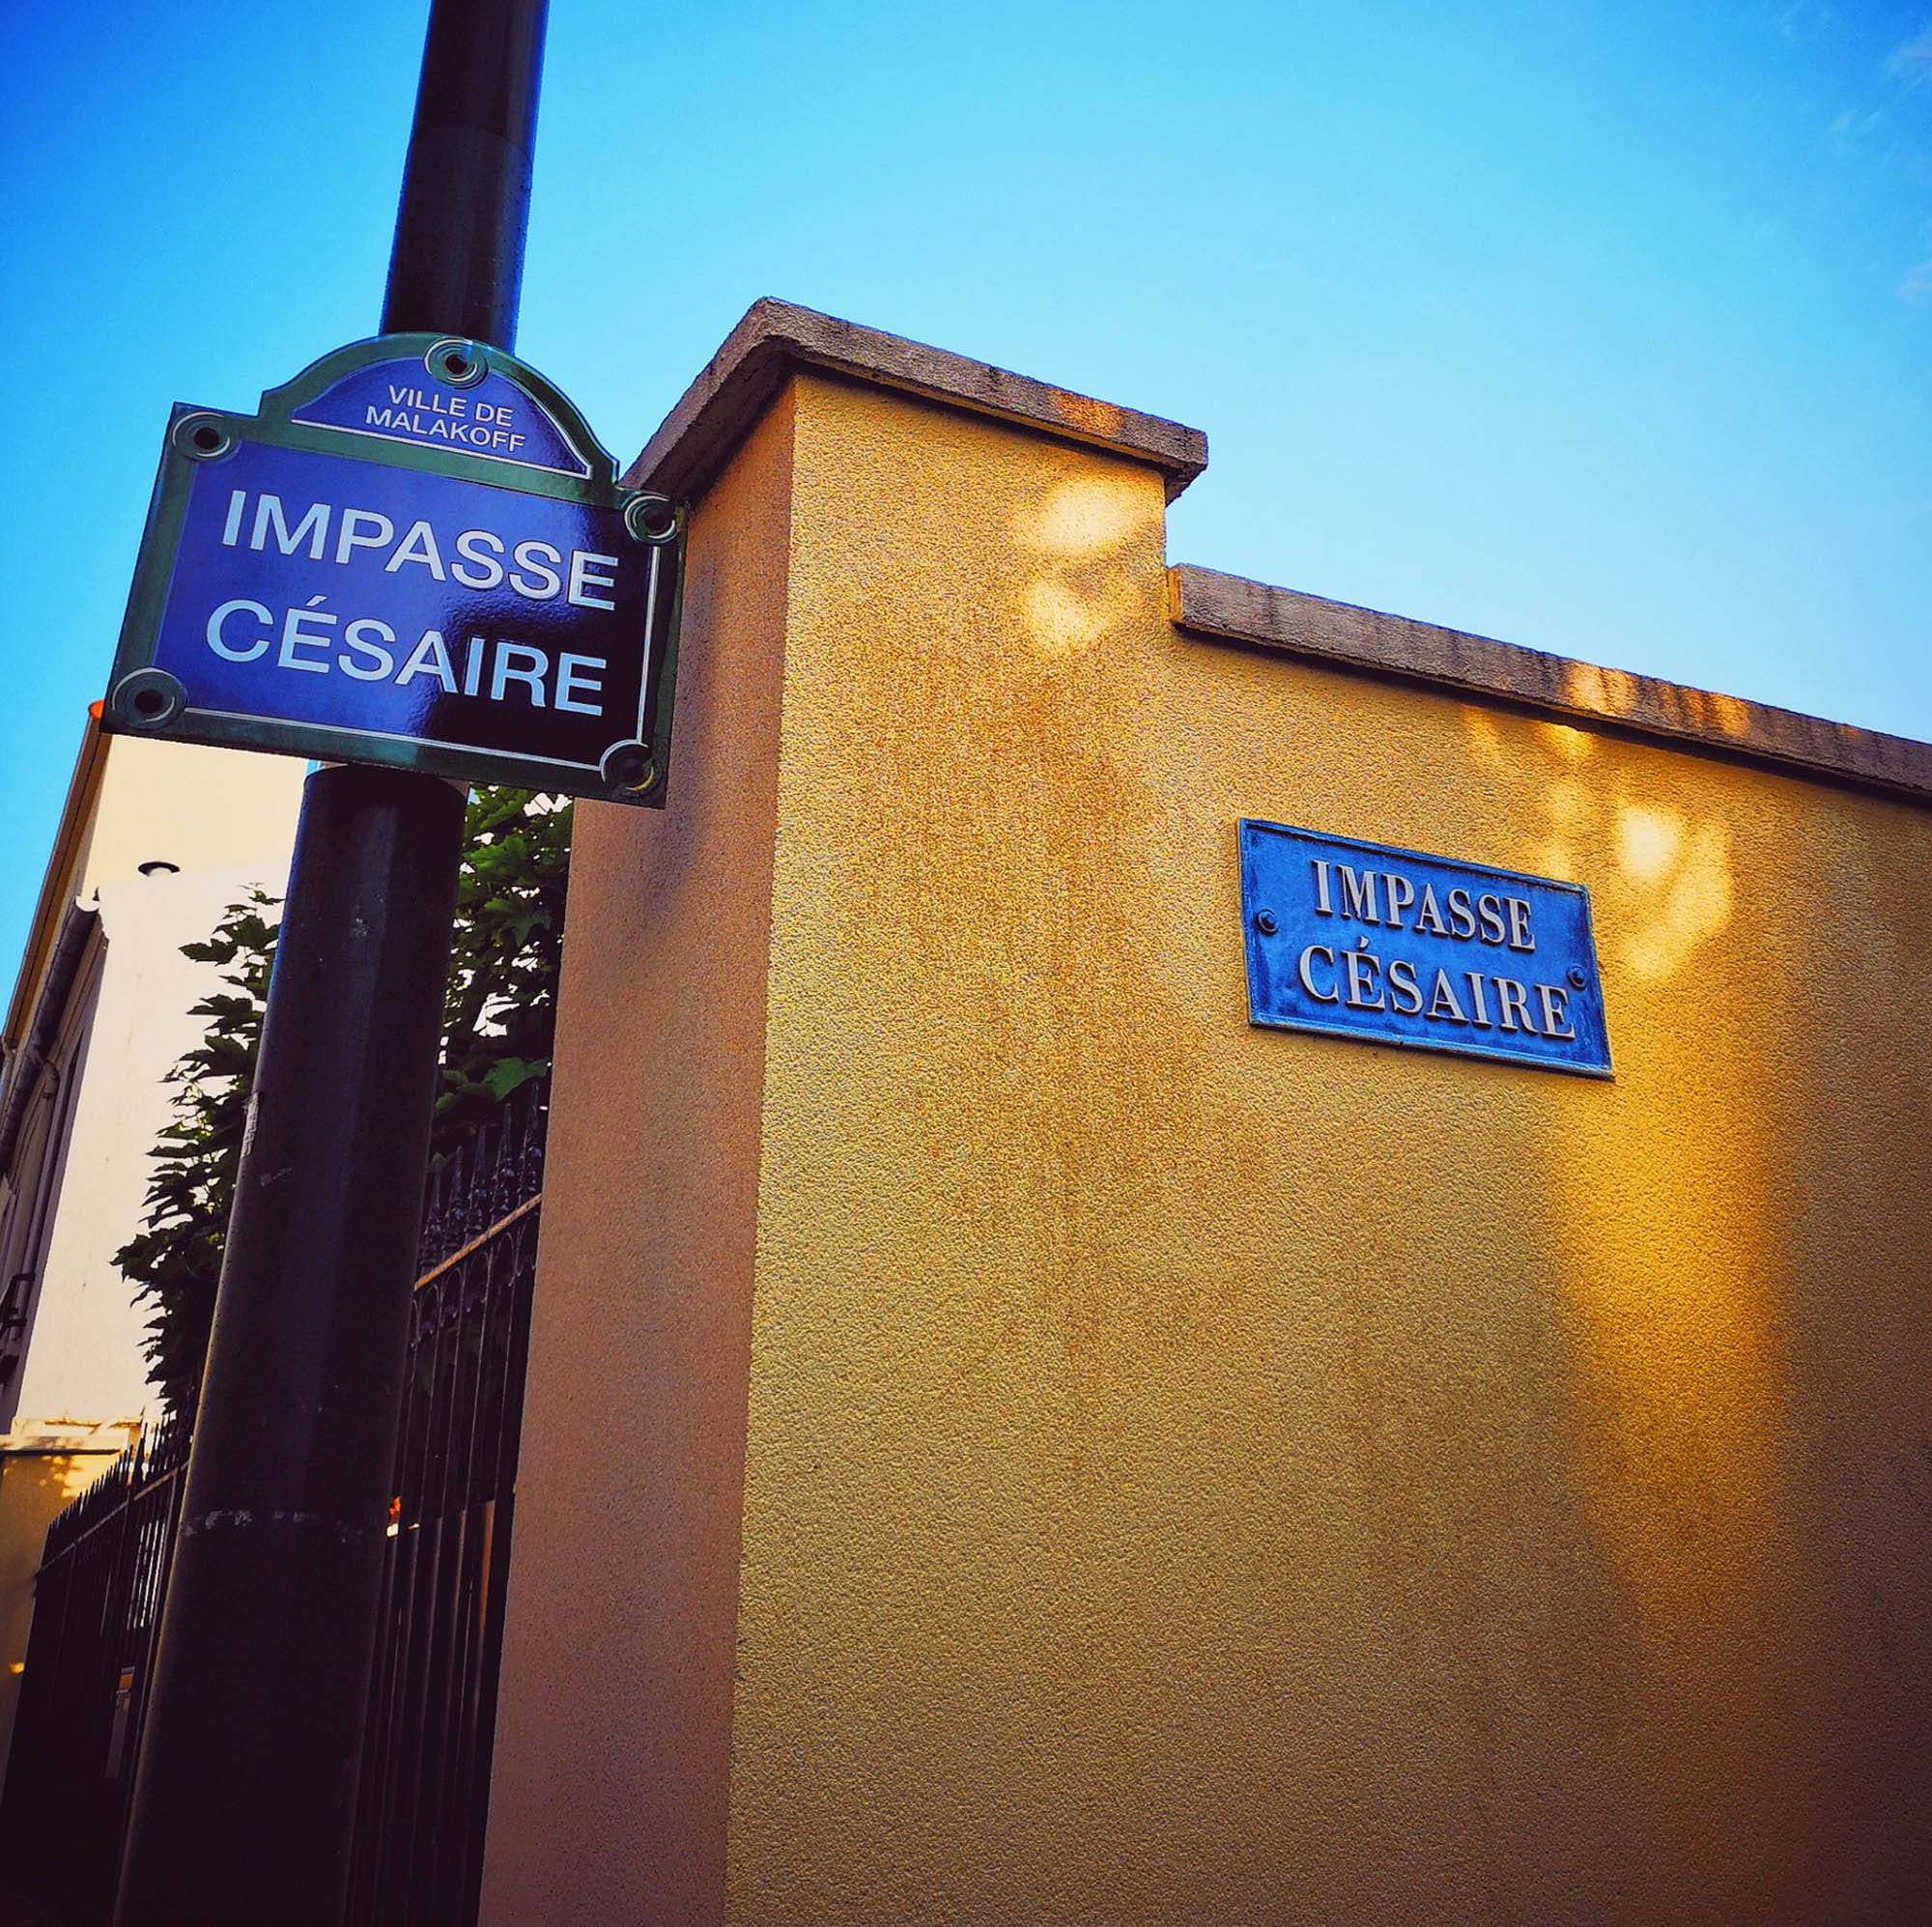 VILLE DE
MALAKOFF
IMPASSE
CÉSAIRE
IMPASSE
CÉSAIRE